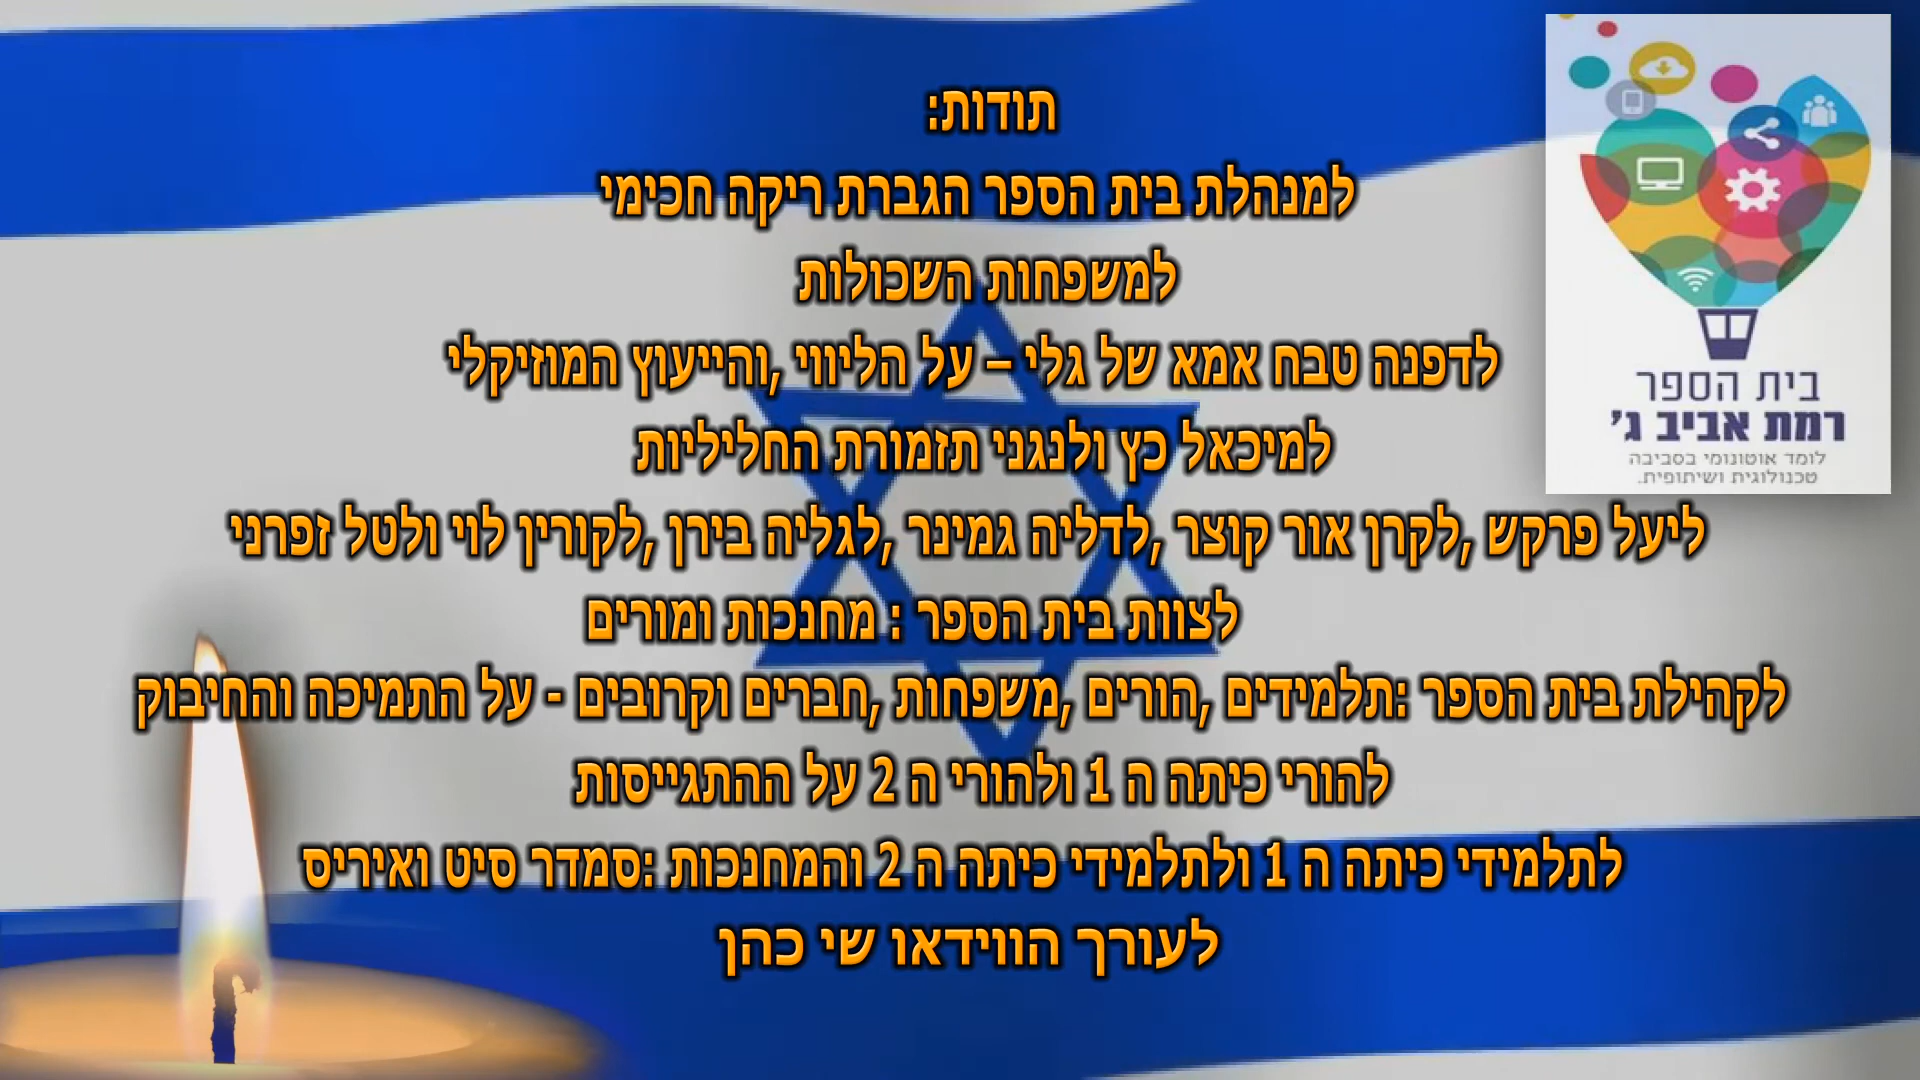 תודות:
למנהלת בית הספר הגברת ריקה חכימי
למשפחות השכולות
לדפנה טבח אמא של גלי – על הליווי ,והייעוץ המוזיקלי
למיכאל כץ ולנגני תזמורת החליליות
ליעל פרקש ,לקרן אור קוצר ,לדליה גמינר ,לגליה בירן ,לקורין לוי ולטל זפרני
לצוות בית הספר : מחנכות ומורים
לקהילת בית הספר :תלמידים ,הורים ,משפחות ,חברים וקרובים - על התמיכה והחיבוק
להורי כיתה ה 1 ולהורי ה 2 על ההתגייסות
לתלמידי כיתה ה 1 ולתלמידי כיתה ה 2 והמחנכות :סמדר סיט ואיריס
לעורך הווידאו שי כהן
בית הספר
רמת אביב ג'
לומד אוטונומי בסביבה
טכנולוגית ושיתופית.